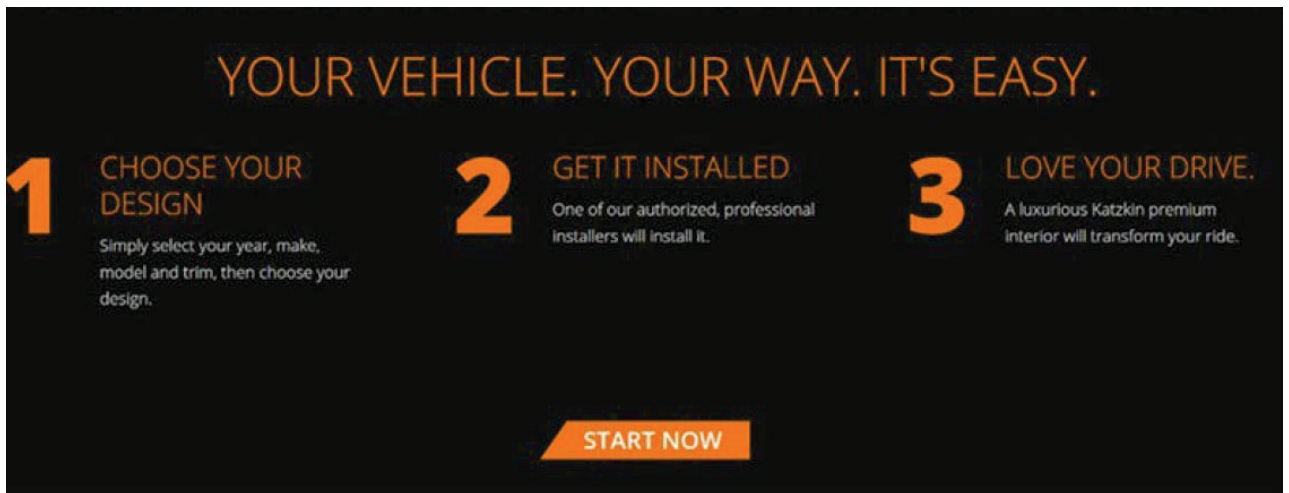 YOUR VEHICLE. YOUR WAY. IT'S EASY.
1
CHOOSE YOUR
DESIGN
Simply select your year, make,
model and trim, then choose your
design.
2
GET IT INSTALLED
One of our authorized, professional
installers will install it.
3
LOVE YOUR DRIVE.
A luxurious Katzkin premium
interior will transform your ride.
START NOW